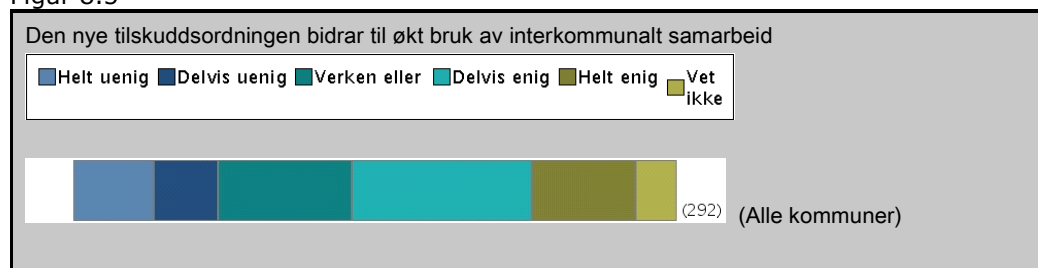 Den nye tilskuddsordningen bidrar til økt bruk av interkommunalt samarbeid
Helt uenig Delvis uenig Verken eller Delvis enig Helt enig Vet ikke
(292) (Alle kommuner)